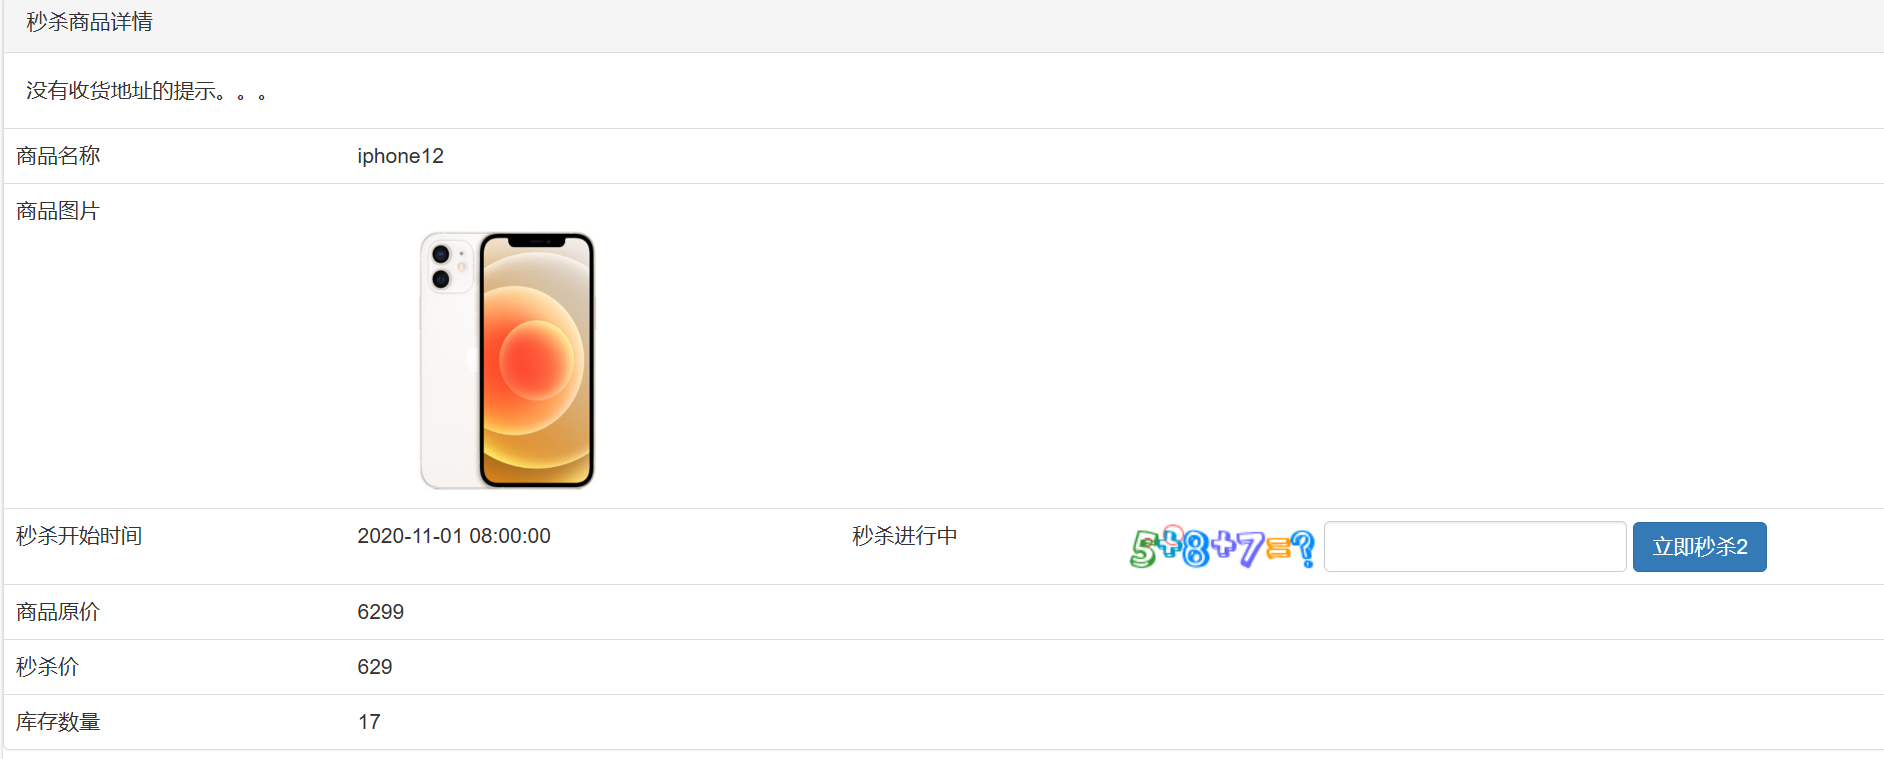 秒杀商品详情
没有收货地址的提示。。。
商品名称 iphone12
商品图片
秒杀开始时间 2020-11-01 08:00:00 秒杀进行中 5+8+7=? 立即秒杀2
商品原价 6299
秒杀价 629
库存数量 17